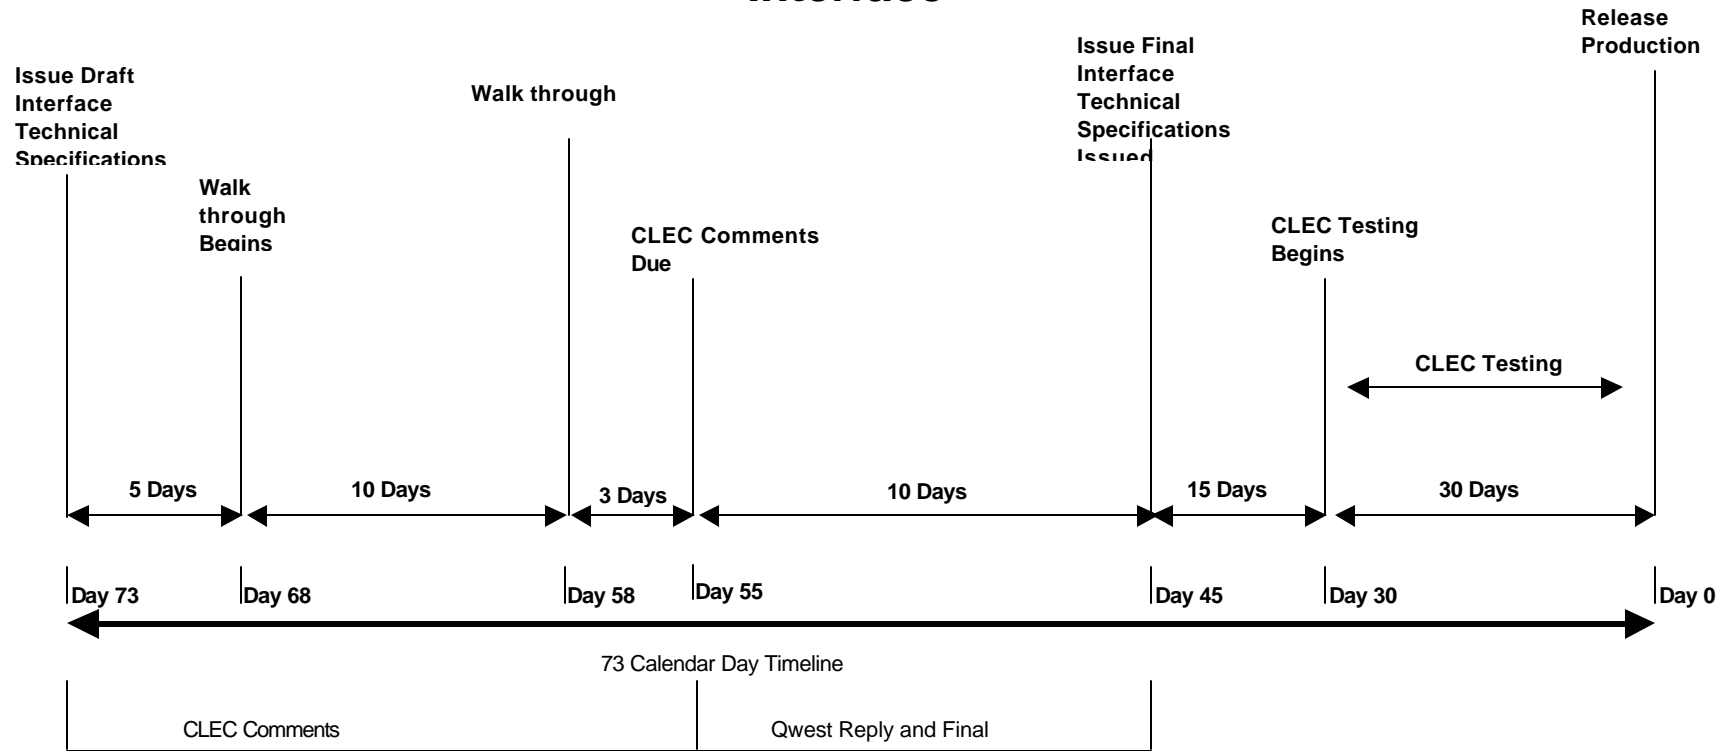 Release
Production
Issue Final
Interface
Technical
Specifications
Issued
Issue Draft
Interface
Technical
Specifications
Walk through
Walk
through
Begins
CLEC Comments
Due
CLEC Testing
Begins
CLEC Testing
5 Days
10 Days
3 Days
10 Days
15 Days
30 Days
Day 73
Day 68
Day 58
Day 55
Day 45
Day 30
Day 0
73 Calendar Day Timeline
CLEC Comments
Qwest Reply and Final